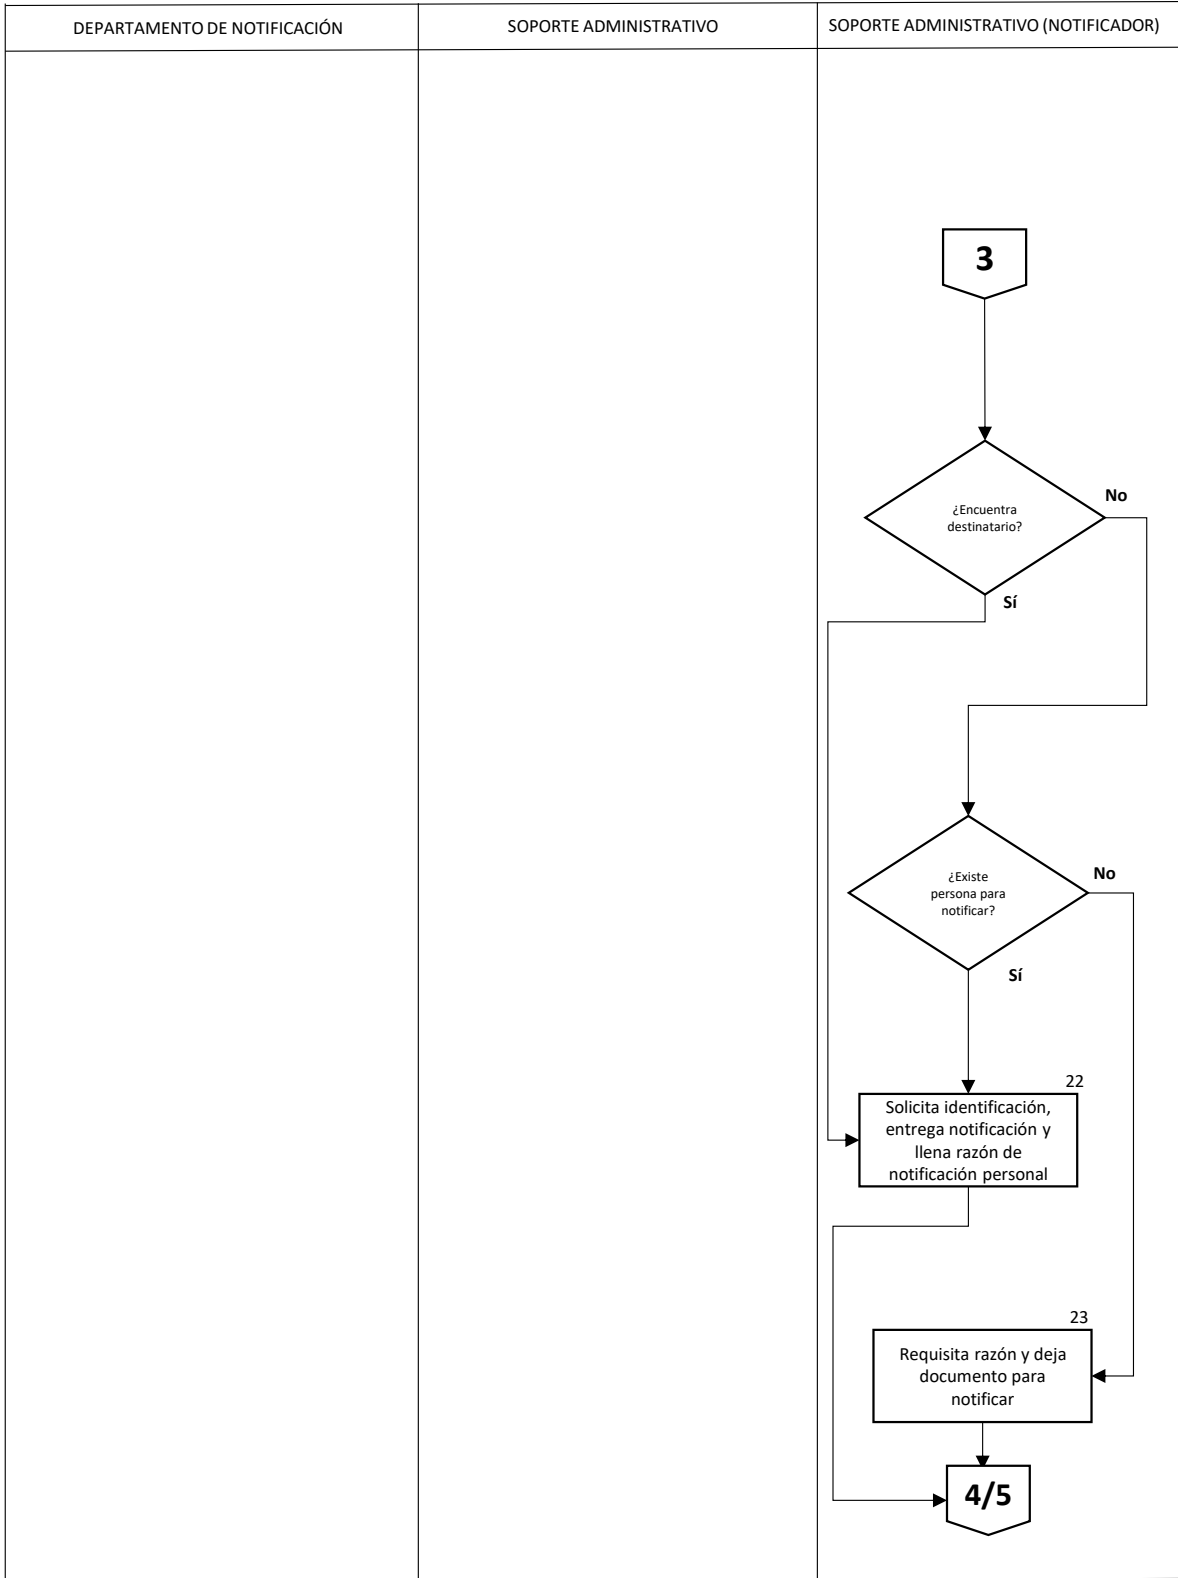 DEPARTAMENTO DE NOTIFICACIÓN
SOPORTE ADMINISTRATIVO
SOPORTE ADMINISTRATIVO (NOTIFICADOR)
3
¿Encuentra
destinatario?
No
Sí
¿Existe
persona para
notificar?
No
Sí
22
Solicita identificación,
entrega notificación y
llena razón de
notificación personal
23
Requisita razón y deja
documento para
notificar
4/5